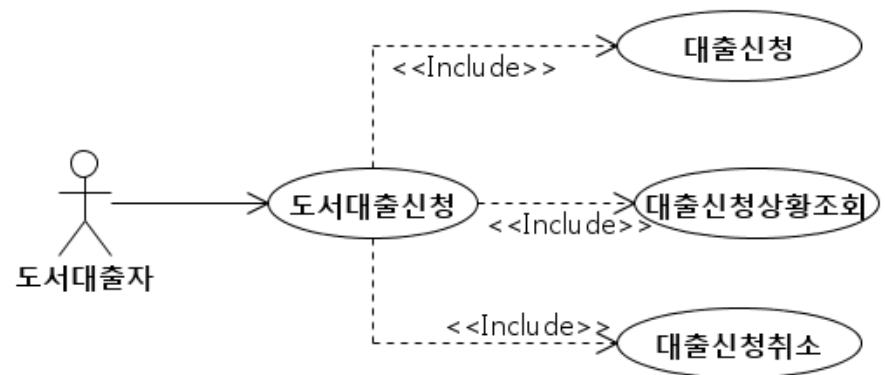 대출신청
<<Include>>
도서대출신청
대출신청상황조회
<<Include>>
도서대출자
<<Include>>
대출신청취소